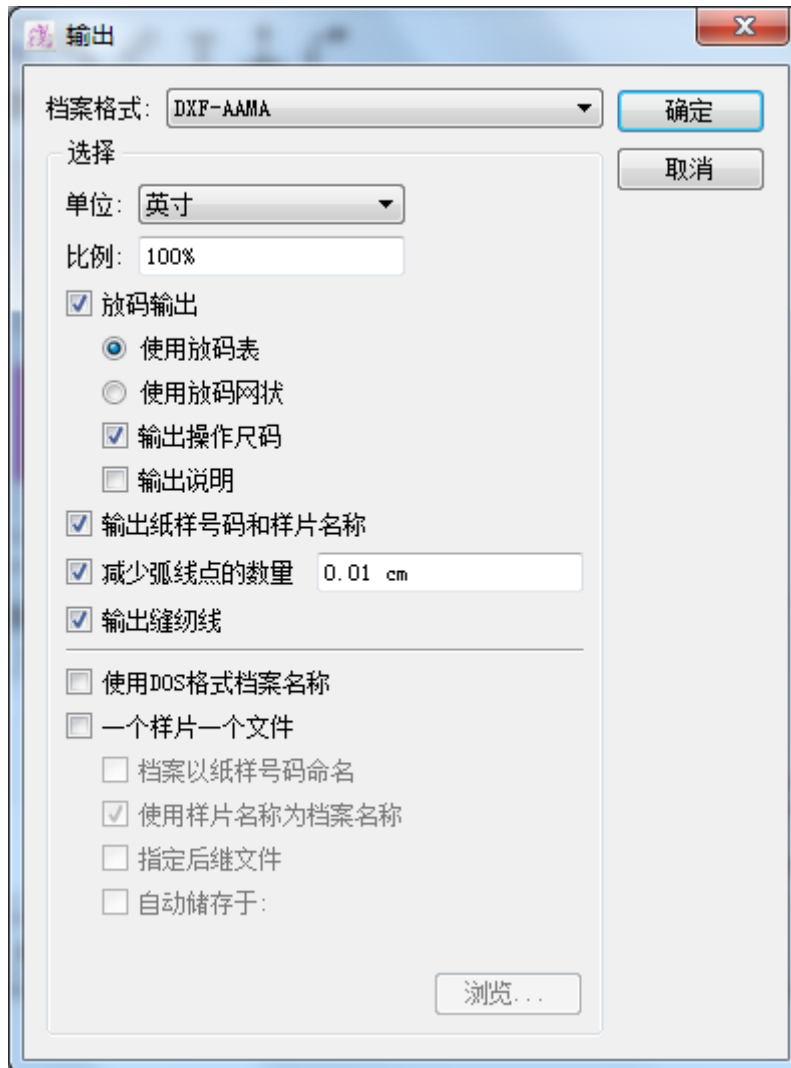 输出
档案格式: DXF-AAMA
确定
选择
取消
单位: 英寸
比例: 100%
放码输出
使用放码表
使用放码网状
输出操作尺码
输出说明
输出纸样号码和样片名称
减少弧线点的数量 0.01 cm
输出缝纫线
使用DOS格式档案名称
一个样片一个文件
档案以纸样号码命名
使用样片名称为档案名称
指定后继文件
自动储存于:
浏览...